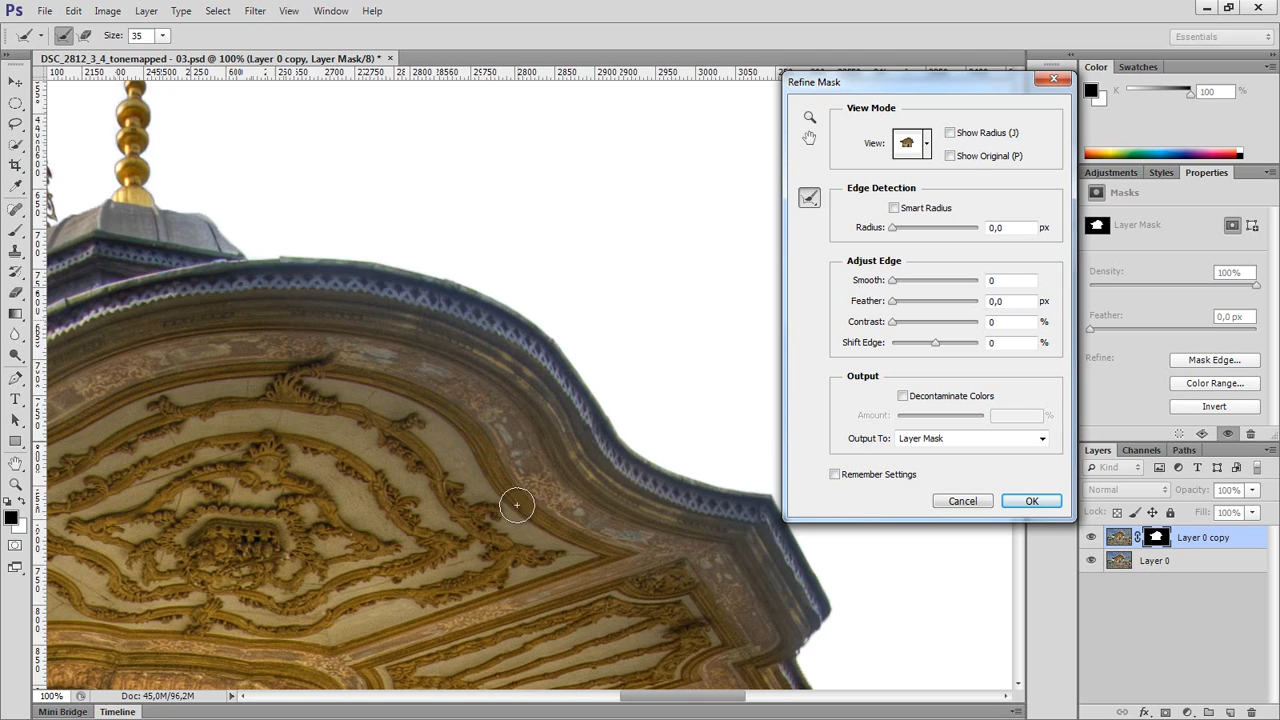 Ps File Edit Image Layer Type Select Filter View Window Help
Size: 35 Essentials
DSC_2812_3_4_tonemapped - 03.psd @ 100% (Layer 0 copy, Layer Mask/8) * ×
Refine Mask
View Mode
View: Show Radius (J)
Show Original (P)
Edge Detection
Smart Radius
Radius: 0,0 px
Adjust Edge
Smooth: 0
Feather: 0,0 px
Contrast: 0 %
Shift Edge: 0 %
Output
Decontaminate Colors
Amount: %
Output To: Layer Mask
Remember Settings
Cancel OK
Color Swatches
K 100 %
Adjustments Styles Properties
Masks
Layer Mask
Density: 100%
Feather: 0,0 px
Refine: Mask Edge...
Color Range...
Invert
Layers Channels Paths
Kind
Normal Opacity: 100%
Lock: Fill: 100%
Layer 0 copy
Layer 0
100% Doc: 45,0M/96,2M
Mini Bridge Timeline